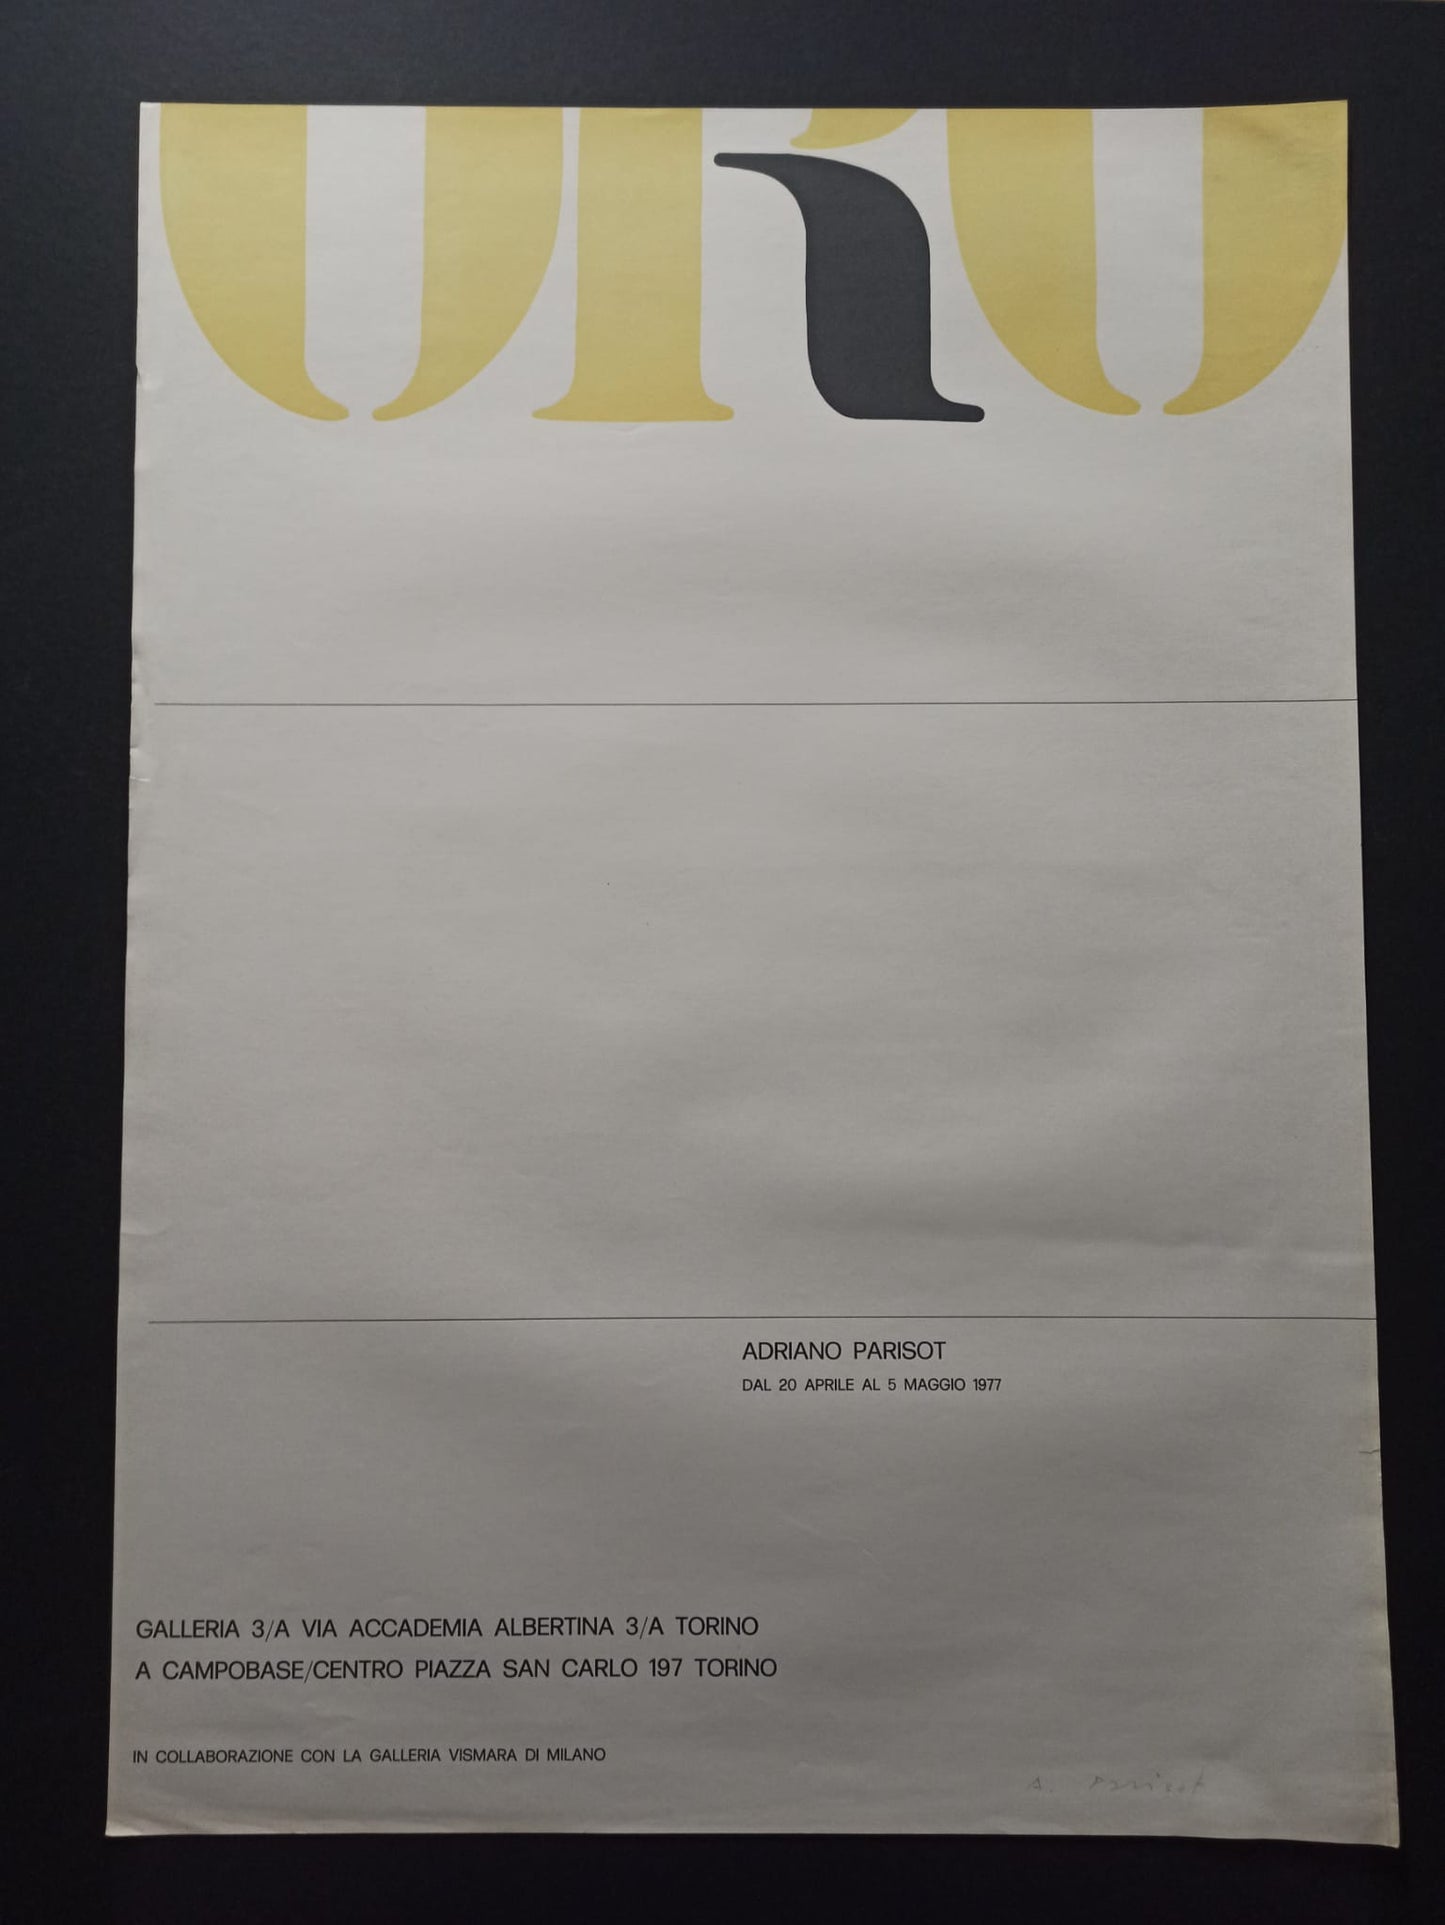 ORO
ADRIANO PARISOT
DAL 20 APRILE AL 5 MAGGIO 1977
GALLERIA 3/A VIA ACCADEMIA ALBERTINA 3/A TORINO
A CAMPOBASE/CENTRO PIAZZA SAN CARLO 197 TORINO
IN COLLABORAZIONE CON LA GALLERIA VISMARA DI MILANO
A. Parisot